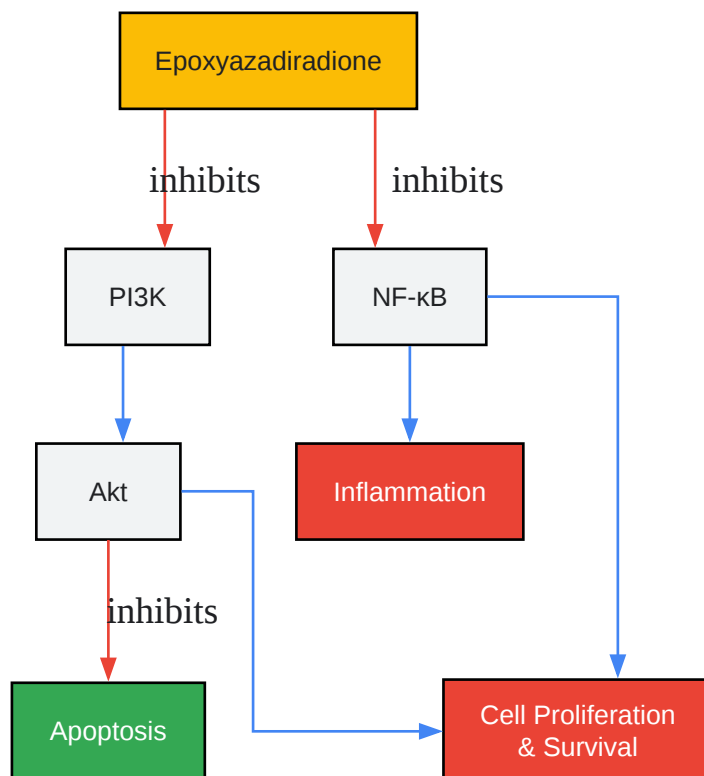 Epoxyazadiradione
inhibits
inhibits
PI3K
NF-κB
Akt
Inflammation
inhibits
Apoptosis
Cell Proliferation
& Survival